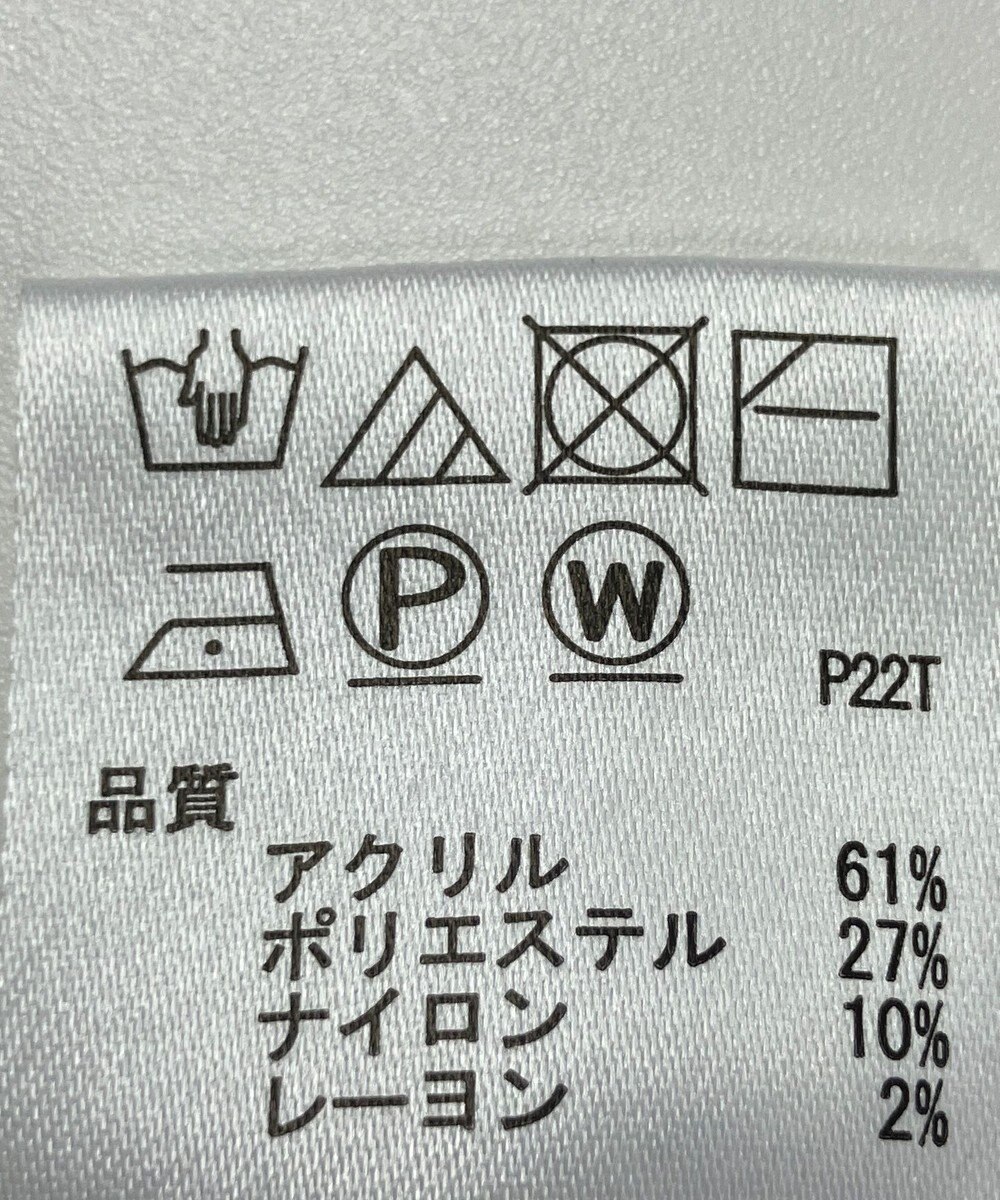 P W
P22T
品質
アクリル 61%
ポリエステル 27%
ナイロン 10%
レーヨン 2%